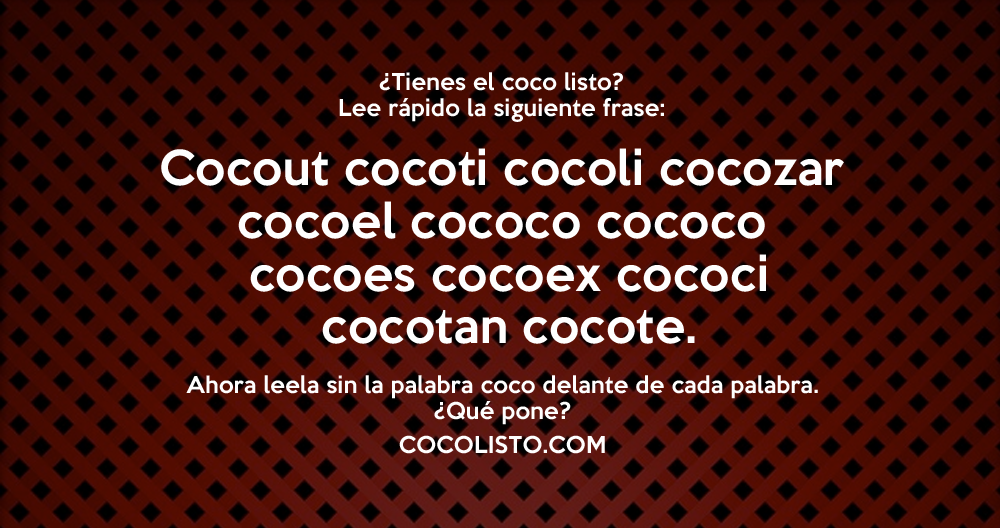 ¿Tienes el coco listo?
Lee rápido la siguiente frase:
Cocout cocoti cocoli cocozar
cocoel cococo cococo
cocoes cocoex cococi
cocotan cocote.
Ahora leela sin la palabra coco delante de cada palabra.
¿Qué pone?
COCOLISTO.COM